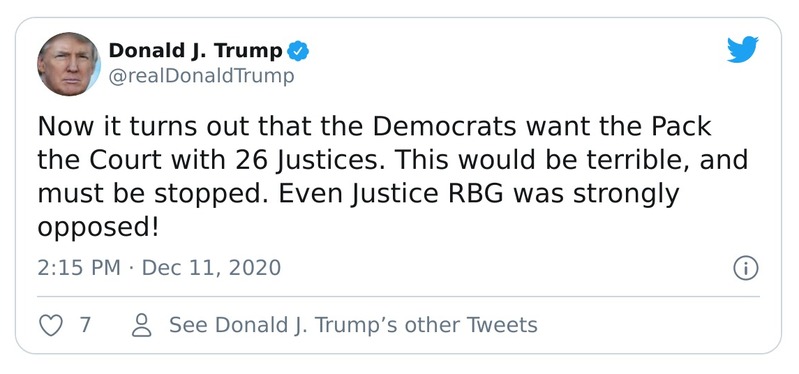 Donald J. Trump
@realDonaldTrump
Now it turns out that the Democrats want the Pack
the Court with 26 Justices. This would be terrible, and
must be stopped. Even Justice RBG was strongly
opposed!
2:15 PM · Dec 11, 2020
7 See Donald J. Trump’s other Tweets